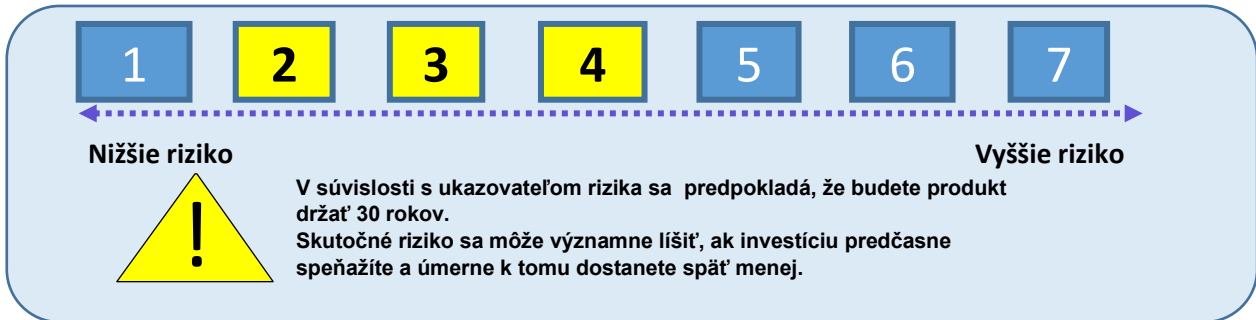 1 2 3 4 5 6 7
Nižšie riziko Vyššie riziko
!
V súvislosti s ukazovateľom rizika sa predpokladá, že budete produkt
držať 30 rokov.
Skutočné riziko sa môže významne líšiť, ak investíciu predčasne
speňažíte a úmerne k tomu dostanete späť menej.